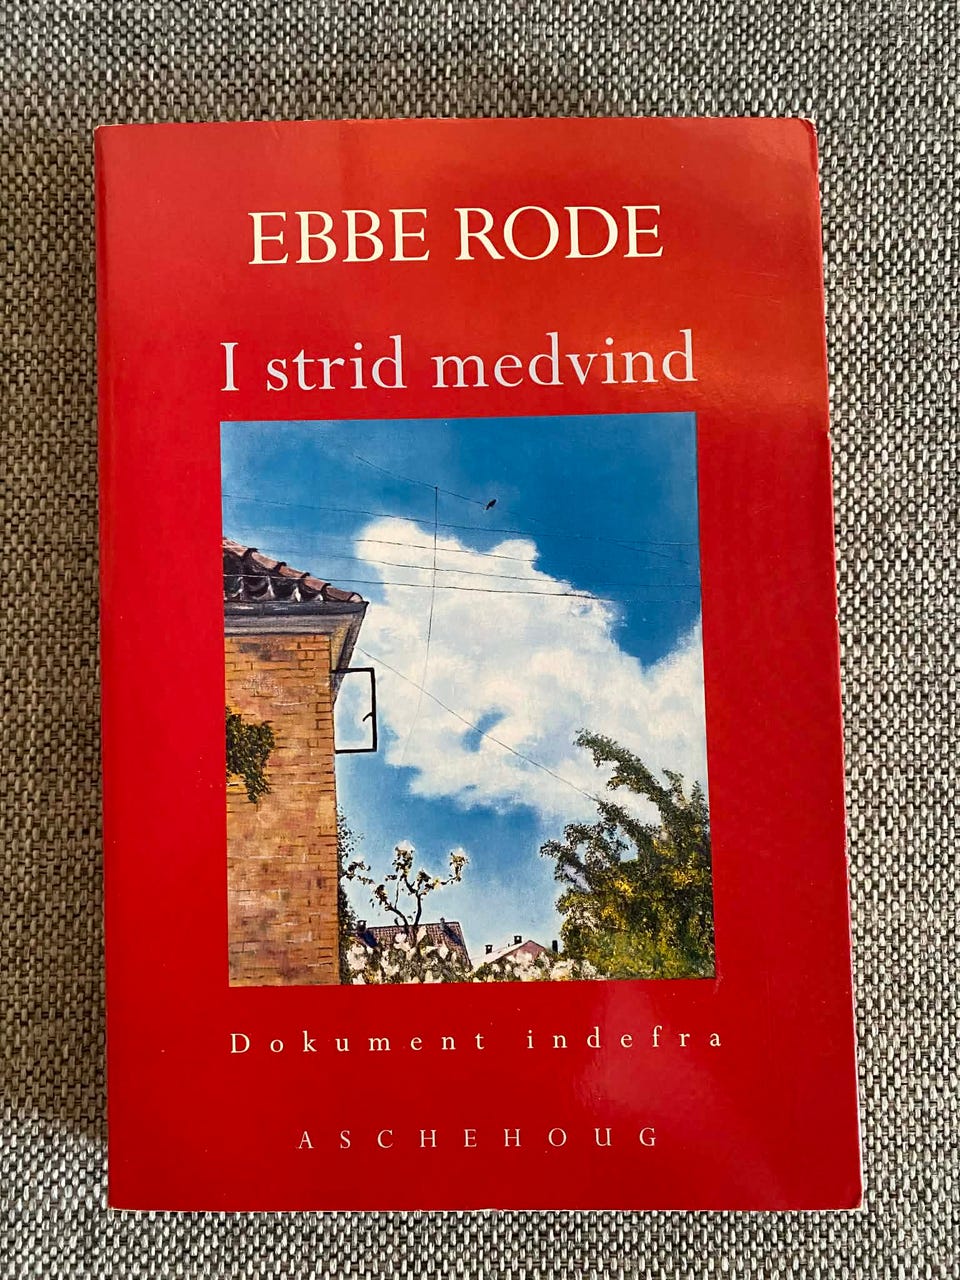 EBBE RODE
I strid medvind
Dokument indefra
ASCHEHOUG